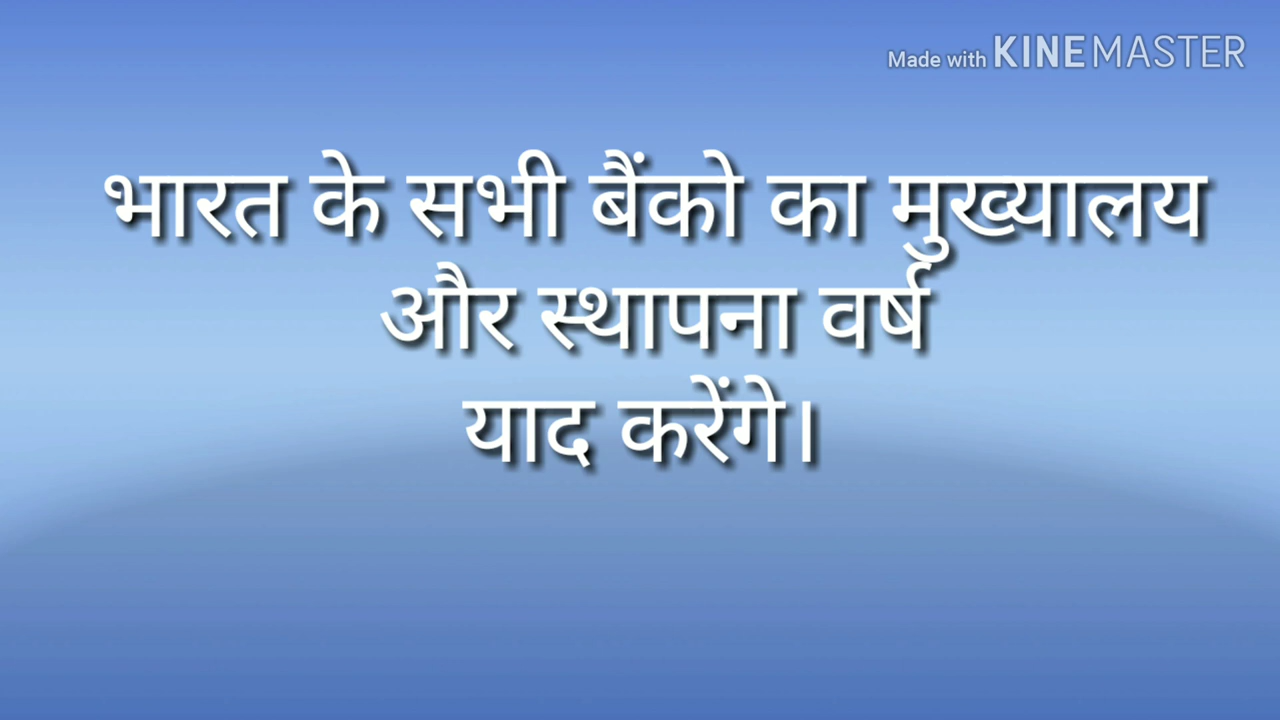 Made with KINEMASTER
भारत के सभी बैंको का मुख्यालय
और स्थापना वर्ष
याद करेंगे।